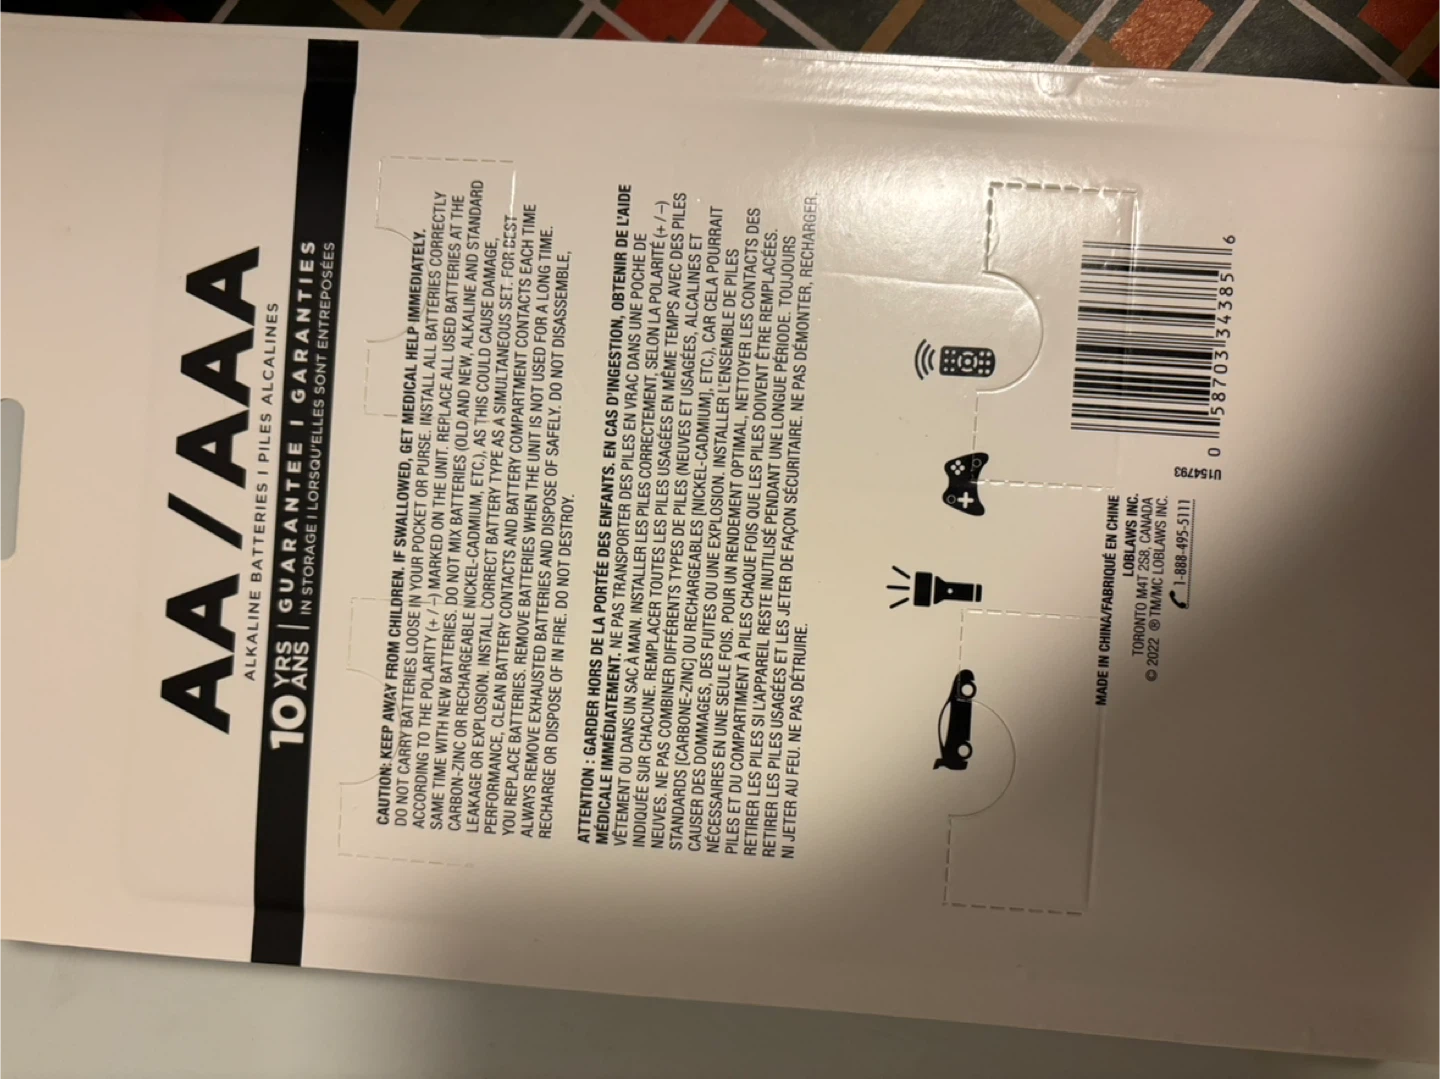 AA / AAA
ALKALINE BATTERIES I PILES ALCALINES
10 YRS ANS | GUARANTEE I GARANTIES
IN STORAGE I LORSQU'ELLES SONT ENTREPOSÉES
CAUTION: KEEP AWAY FROM CHILDREN. IF SWALLOWED, GET MEDICAL HELP IMMEDIATELY.
DO NOT CARRY BATTERIES LOOSE IN YOUR POCKET OR PURSE. INSTALL ALL BATTERIES CORRECTLY
ACCORDING TO THE POLARITY (+ / –) MARKED ON THE UNIT. REPLACE ALL USED BATTERIES AT THE
SAME TIME WITH NEW BATTERIES. DO NOT MIX BATTERIES (OLD AND NEW, ALKALINE AND STANDARD
CARBON-ZINC OR RECHARGEABLE NICKEL-CADMIUM, ETC.), AS THIS COULD CAUSE DAMAGE,
LEAKAGE OR EXPLOSION. INSTALL CORRECT BATTERY TYPE AS A SIMULTANEOUS SET. FOR BEST
PERFORMANCE, CLEAN BATTERY CONTACTS AND BATTERY COMPARTMENT CONTACTS EACH TIME
YOU REPLACE BATTERIES. REMOVE BATTERIES WHEN THE UNIT IS NOT USED FOR A LONG TIME.
ALWAYS REMOVE EXHAUSTED BATTERIES AND DISPOSE OF SAFELY. DO NOT DISASSEMBLE,
RECHARGE OR DISPOSE OF IN FIRE. DO NOT DESTROY.
ATTENTION : GARDER HORS DE LA PORTÉE DES ENFANTS. EN CAS D'INGESTION, OBTENIR DE L'AIDE
MÉDICALE IMMÉDIATEMENT. NE PAS TRANSPORTER DES PILES EN VRAC DANS UNE POCHE DE
VÊTEMENT OU DANS UN SAC À MAIN. INSTALLER LES PILES CORRECTEMENT, SELON LA POLARITÉ (+ / –)
INDIQUÉE SUR CHACUNE. REMPLACER TOUTES LES PILES USAGÉES EN MÊME TEMPS AVEC DES PILES
NEUVES. NE PAS COMBINER DIFFÉRENTS TYPES DE PILES (NEUVES ET USAGÉES, ALCALINES ET
STANDARDS [CARBONE-ZINC] OU RECHARGEABLES [NICKEL-CADMIUM], ETC.), CAR CELA POURRAIT
CAUSER DES DOMMAGES, DES FUITES OU UNE EXPLOSION. INSTALLER L'ENSEMBLE DE PILES
NÉCESSAIRES EN UNE SEULE FOIS. POUR UN RENDEMENT OPTIMAL, NETTOYER LES CONTACTS DES
PILES ET DU COMPARTIMENT À PILES CHAQUE FOIS QUE LES PILES DOIVENT ÊTRE REMPLACÉES.
RETIRER LES PILES SI L'APPAREIL RESTE INUTILISÉ PENDANT UNE LONGUE PÉRIODE. TOUJOURS
RETIRER LES PILES USAGÉES ET LES JETER DE FAÇON SÉCURITAIRE. NE PAS DÉMONTER, RECHARGER,
NI JETER AU FEU. NE PAS DÉTRUIRE.
MADE IN CHINA/FABRIQUÉ EN CHINE
LOBLAWS INC.
TORONTO M4T 2S8, CANADA
© 2022 ® TM/MC LOBLAWS INC.
1-888-495-5111
U154793
0 58703 34385 6